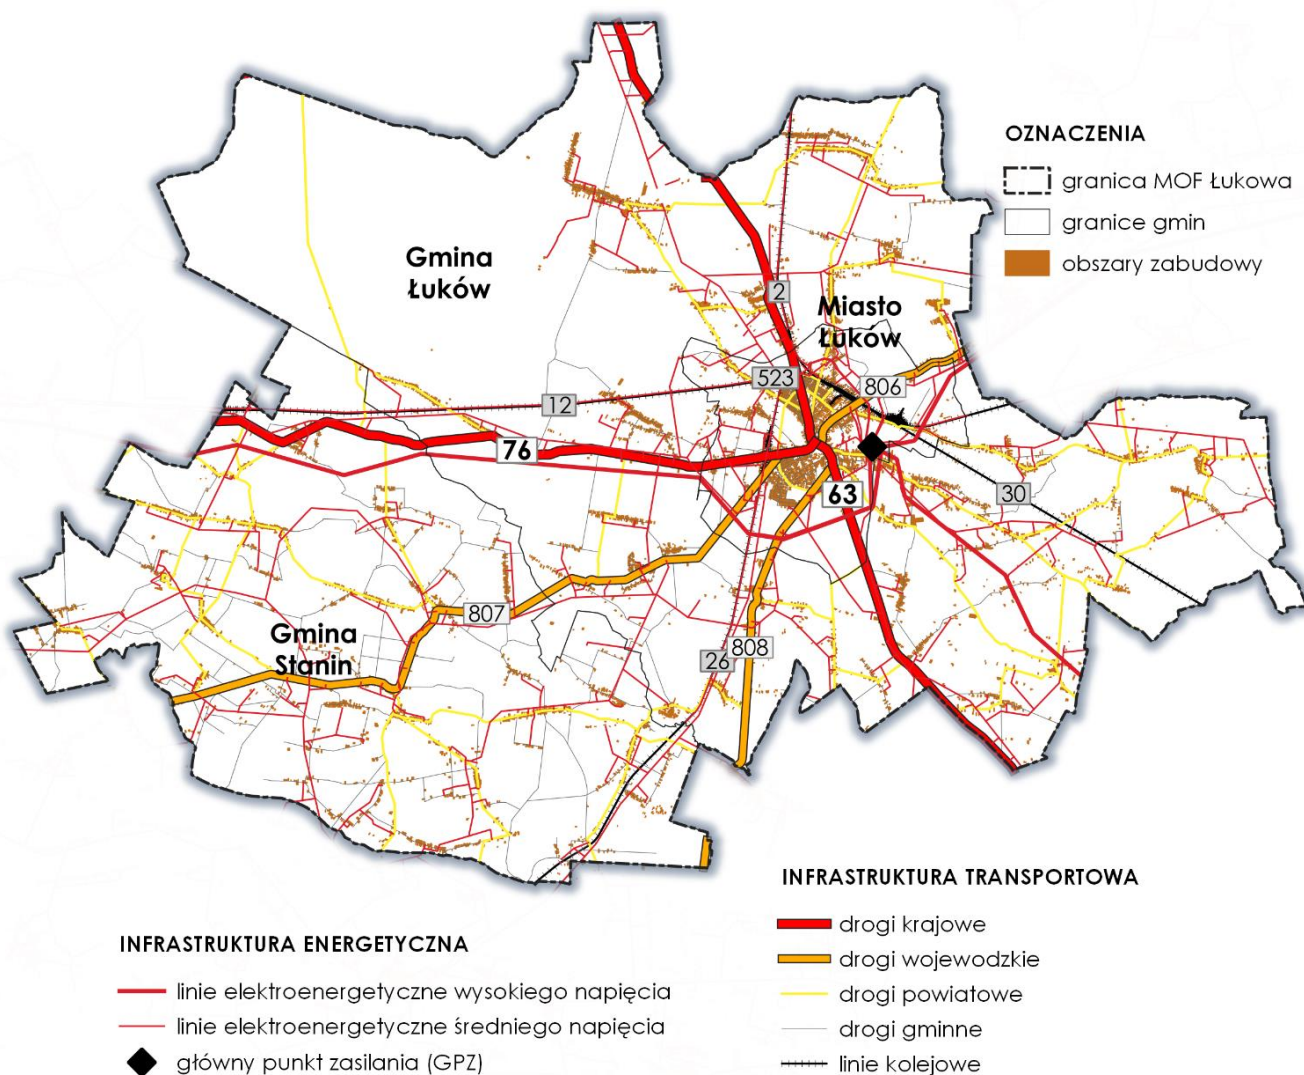 OZNACZENIA
granica MOF Łukowa
granice gmin
obszary zabudowy
Gmina
Łuków
Miasto
Łuków
2
523
806
12
76
63
30
807
Gmina
Stanin
26
808
INFRASTRUKTURA TRANSPORTOWA
drogi krajowe
drogi wojewodzkie
drogi powiatowe
drogi gminne
linie kolejowe
INFRASTRUKTURA ENERGETYCZNA
linie elektroenergetyczne wysokiego napięcia
linie elektroenergetyczne średniego napięcia
główny punkt zasilania (GPZ)